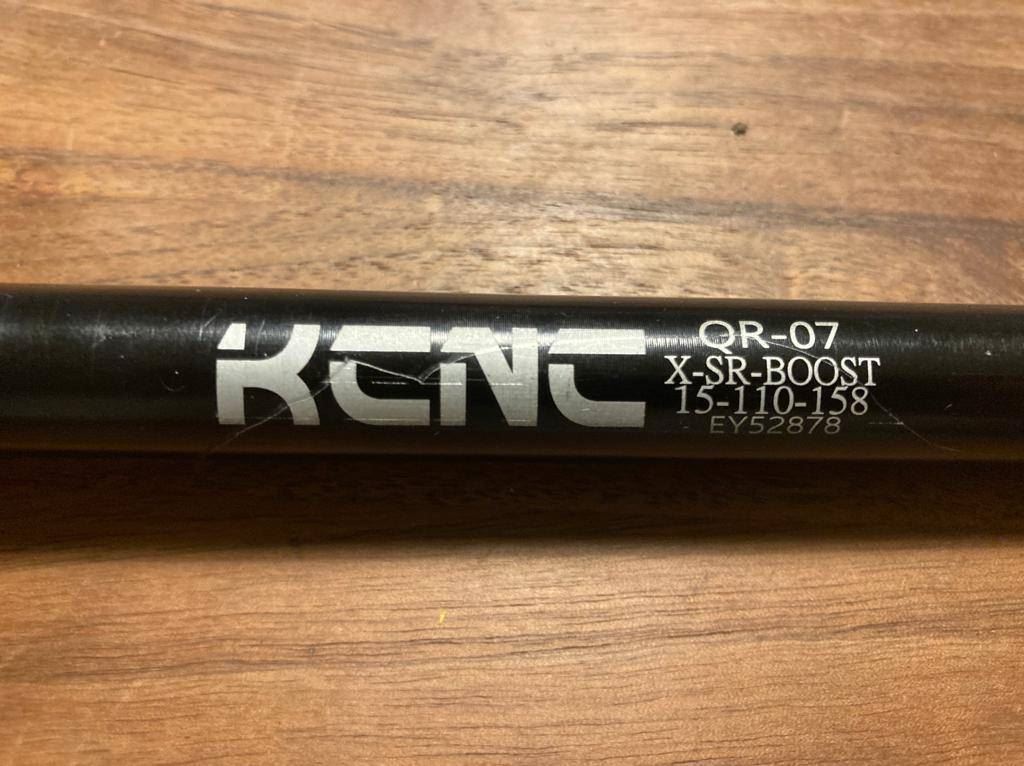 KCNC
QR-07
X-SR-BOOST
15-110-158
EY52878